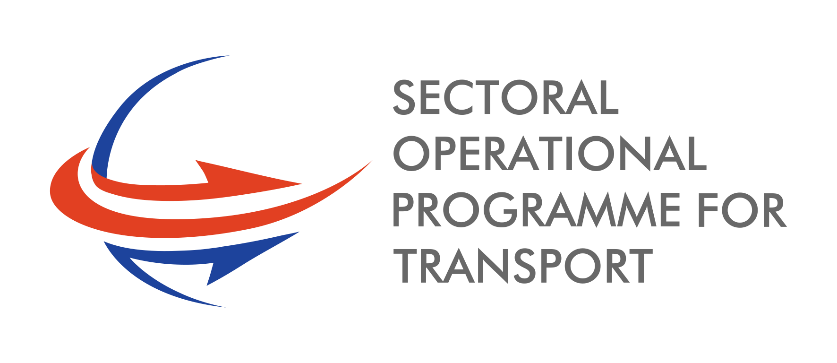 SECTORAL
OPERATIONAL
PROGRAMME FOR
TRANSPORT